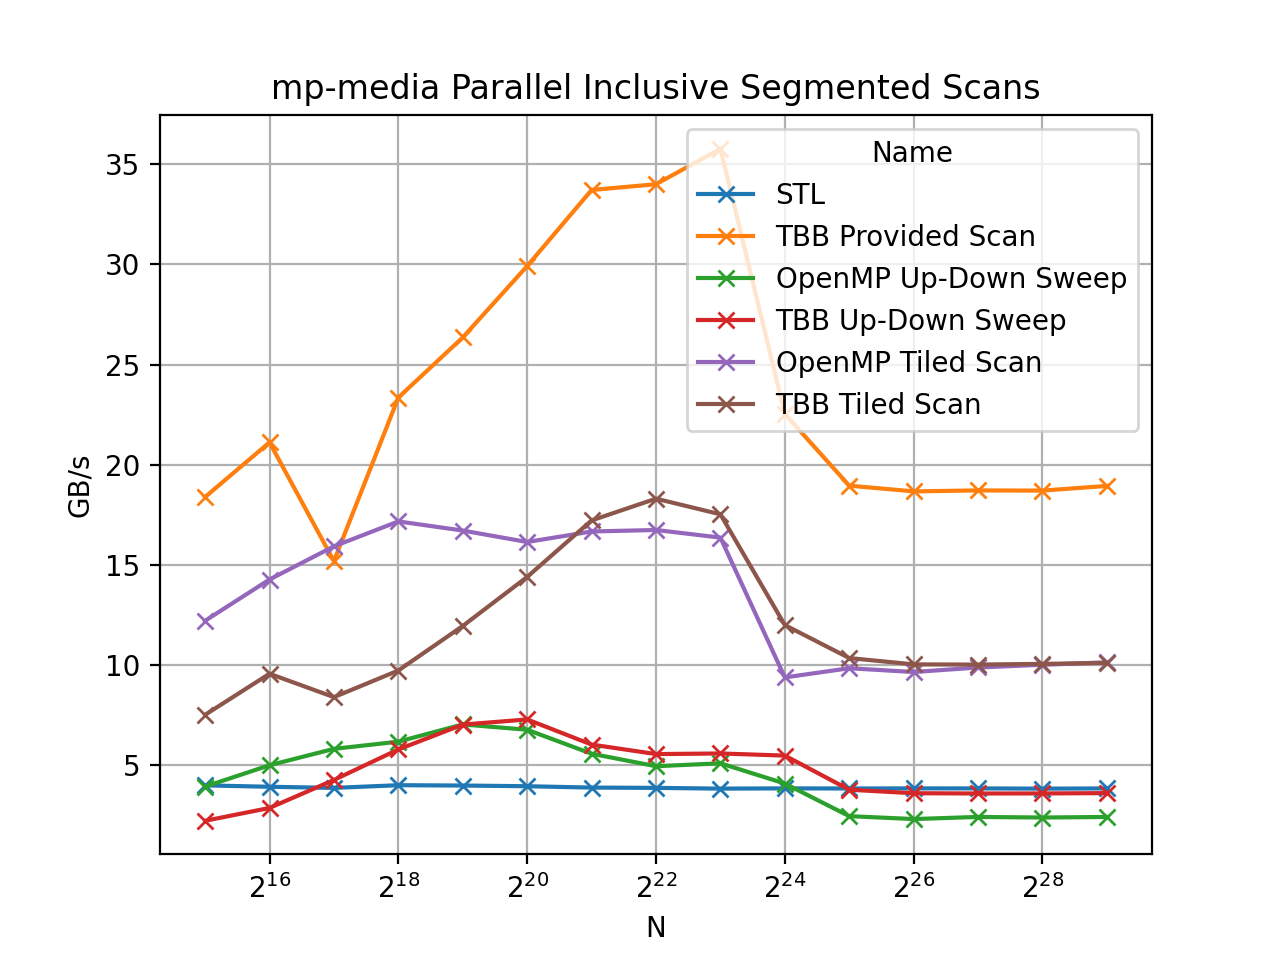 mp-media Parallel Inclusive Segmented Scans
Name
STL
TBB Provided Scan
OpenMP Up-Down Sweep
TBB Up-Down Sweep
OpenMP Tiled Scan
TBB Tiled Scan
GB/s
35
30
25
20
15
10
5
2^16 2^18 2^20 2^22 2^24 2^26 2^28
N